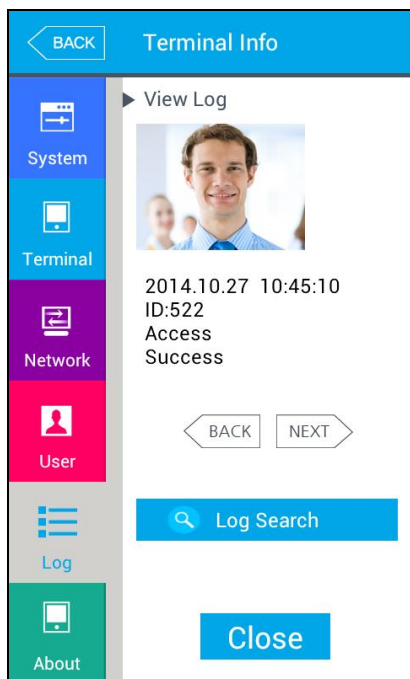 BACK
Terminal Info
System
Terminal
Network
User
Log
About
View Log
2014.10.27 10:45:10
ID:522
Access
Success
BACK NEXT
Log Search
Close